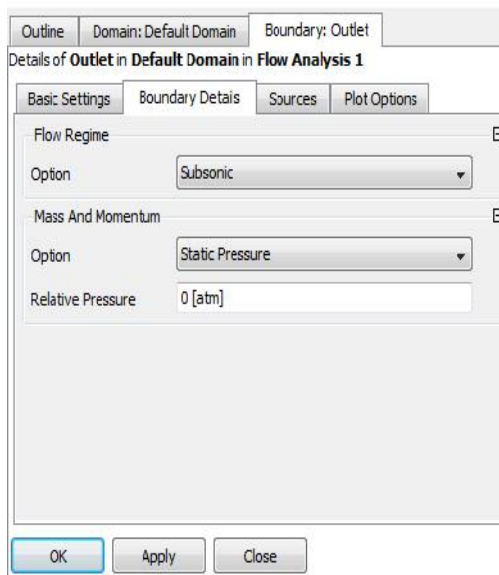 Outline Domain: Default Domain Boundary: Outlet
Details of Outlet in Default Domain in Flow Analysis 1
Basic Settings Boundary Details Sources Plot Options
Flow Regime
Option Subsonic
Mass And Momentum
Option Static Pressure
Relative Pressure 0 [atm]
OK Apply Close